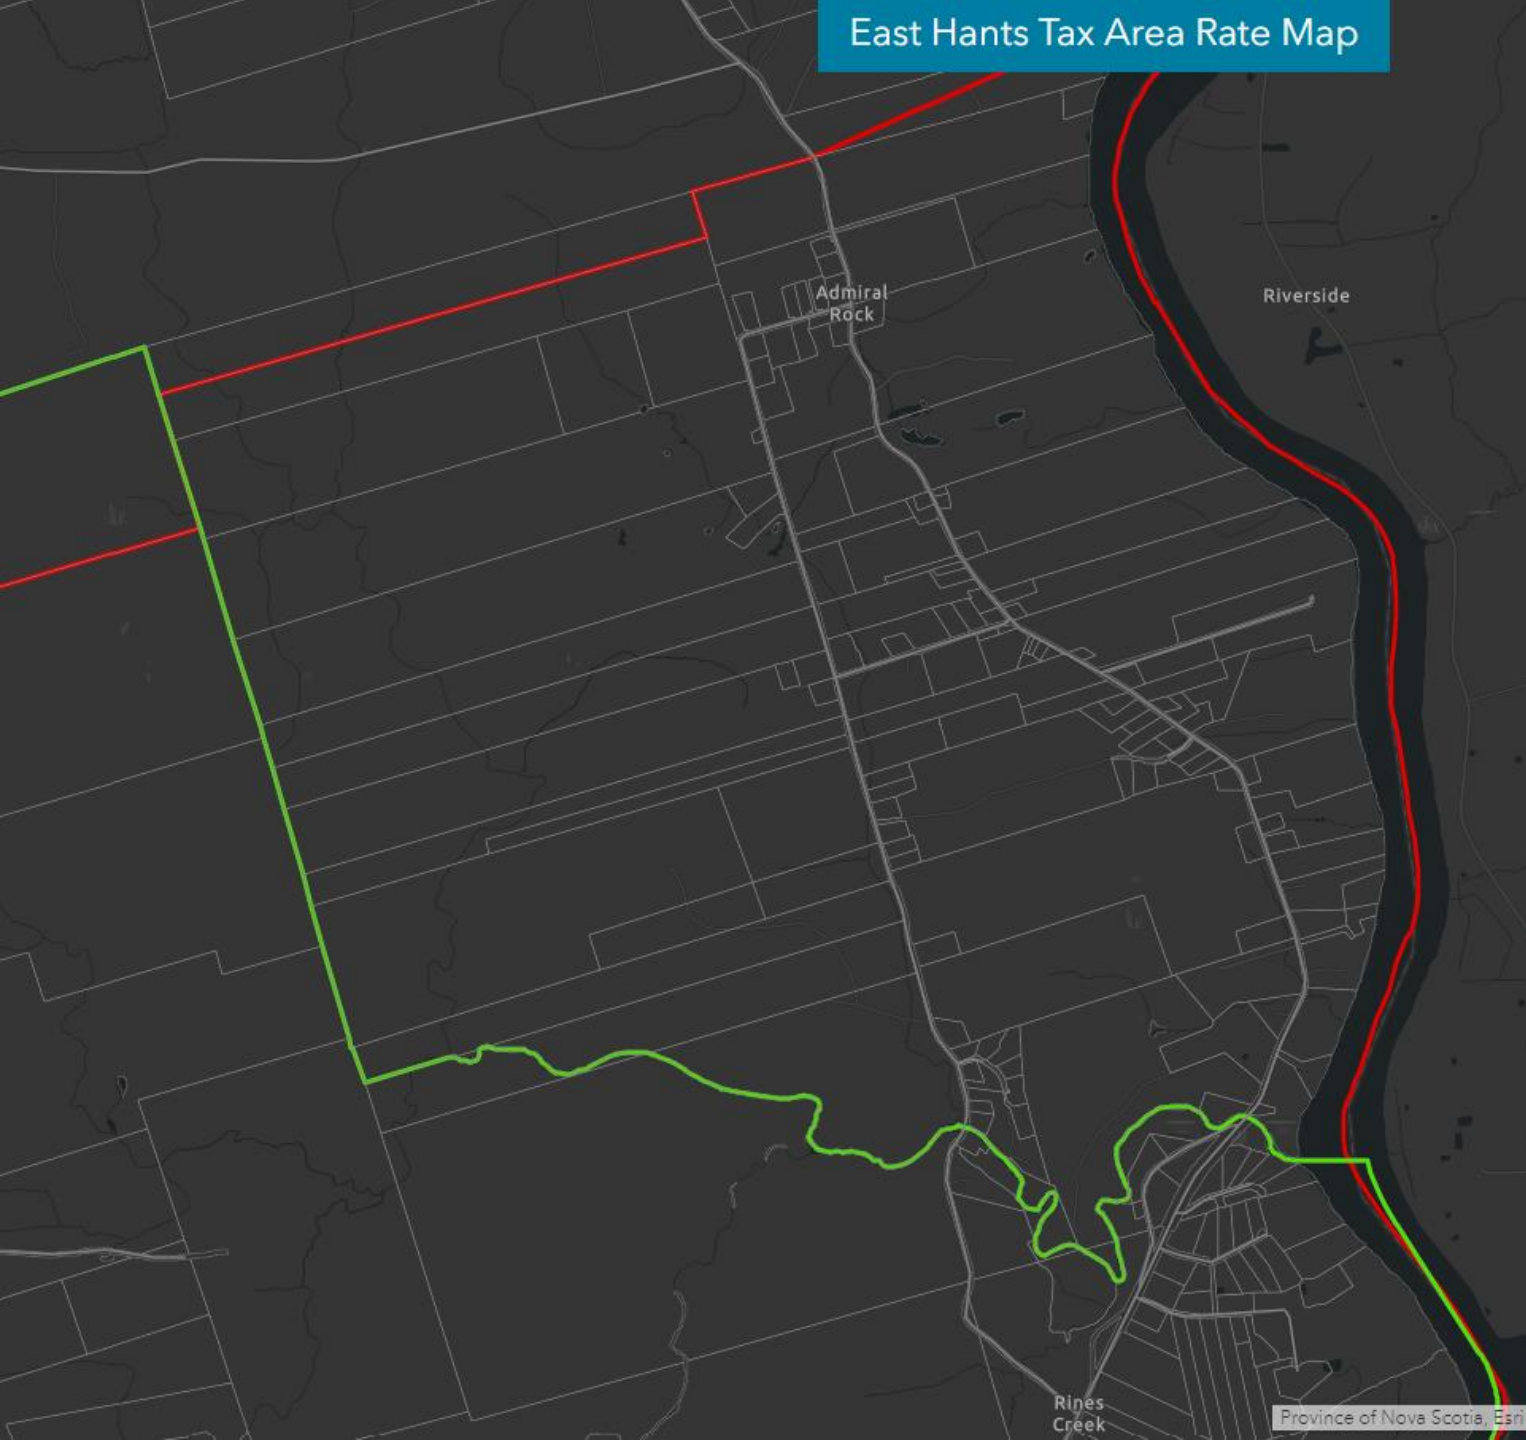 East Hants Tax Area Rate Map
Admiral
Rock
Riverside
Rines
Creek
Province of Nova Scotia, Esri